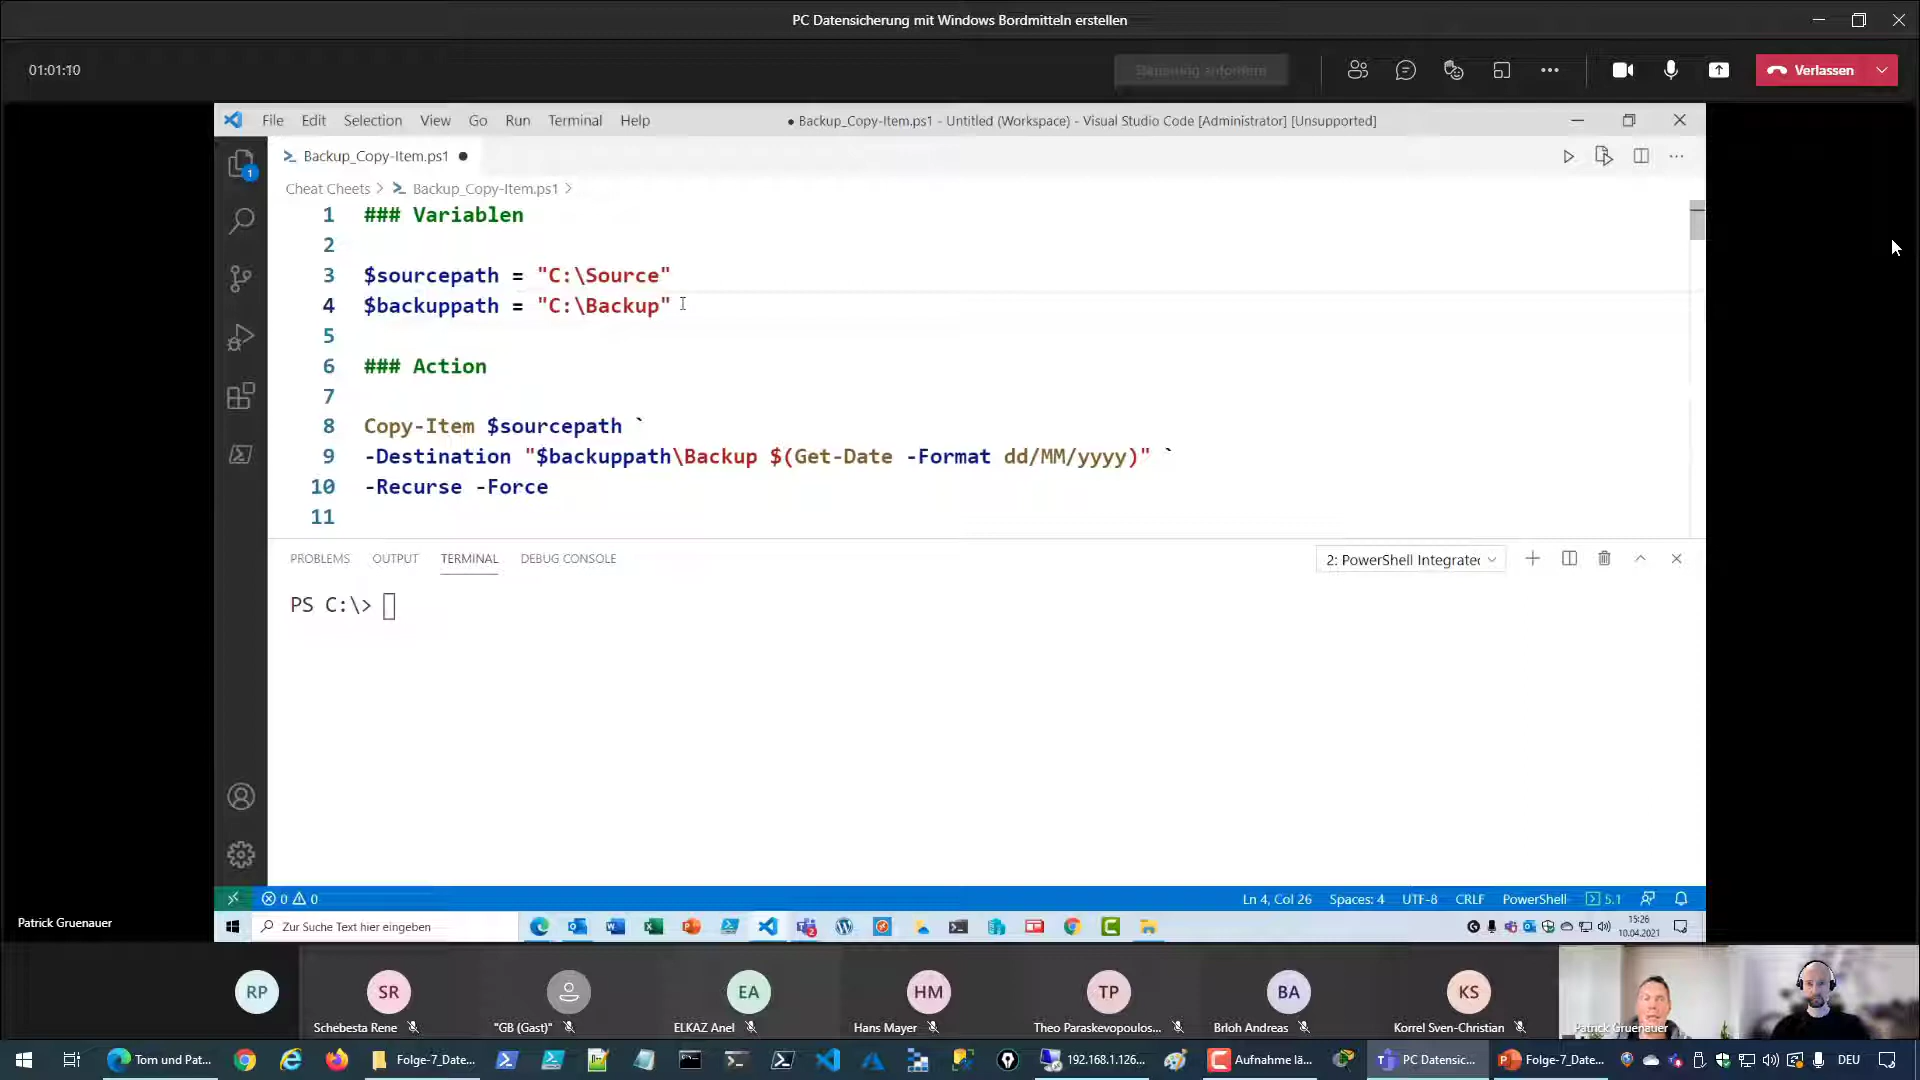 PC Datensicherung mit Windows Bordmitteln erstellen
01:01:10
Steuerung anfordern
Verlassen
File Edit Selection View Go Run Terminal Help
● Backup_Copy-Item.ps1 - Untitled (Workspace) - Visual Studio Code [Administrator] [Unsupported]
Backup_Copy-Item.ps1 ●
Cheat Cheets > Backup_Copy-Item.ps1 >
1 ### Variablen
2
3 $sourcepath = "C:\Source"
4 $backuppath = "C:\Backup"
5
6 ### Action
7
8 Copy-Item $sourcepath `
9 -Destination "$backuppath\Backup $(Get-Date -Format dd/MM/yyyy)" `
10 -Recurse -Force
11
1
PROBLEMS OUTPUT TERMINAL DEBUG CONSOLE
2: PowerShell Integrated
PS C:\>
0 0
Ln 4, Col 26 Spaces: 4 UTF-8 CRLF PowerShell 5.1
Patrick Gruenauer
Zur Suche Text hier eingeben
15:26
10.04.2021
RP SR EA HM TP BA KS
Schebesta Rene "GB (Gast)" ELKAZ Anel Hans Mayer Theo Paraskevopoulos... Brloh Andreas Korrel Sven-Christian Patrick Gruenauer
Tom und Pat... Folge-7_Date... 192.168.1.126... Aufnahme lä... PC Datensic... Folge-7_Date... DEU